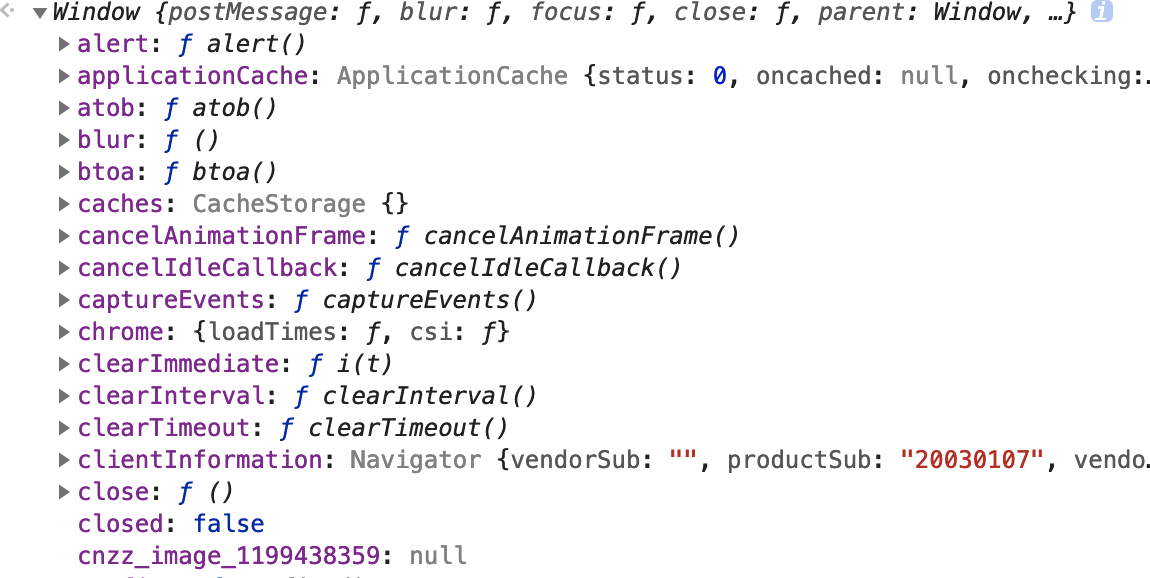 Window {postMessage: ƒ, blur: ƒ, focus: ƒ, close: ƒ, parent: Window, …}
alert: ƒ alert()
applicationCache: ApplicationCache {status: 0, oncached: null, onchecking:…
atob: ƒ atob()
blur: ƒ ()
btoa: ƒ btoa()
caches: CacheStorage {}
cancelAnimationFrame: ƒ cancelAnimationFrame()
cancelIdleCallback: ƒ cancelIdleCallback()
captureEvents: ƒ captureEvents()
chrome: {loadTimes: ƒ, csi: ƒ}
clearImmediate: ƒ i(t)
clearInterval: ƒ clearInterval()
clearTimeout: ƒ clearTimeout()
clientInformation: Navigator {vendorSub: "", productSub: "20030107", vendo…
close: ƒ ()
closed: false
cnzz_image_1199438359: null